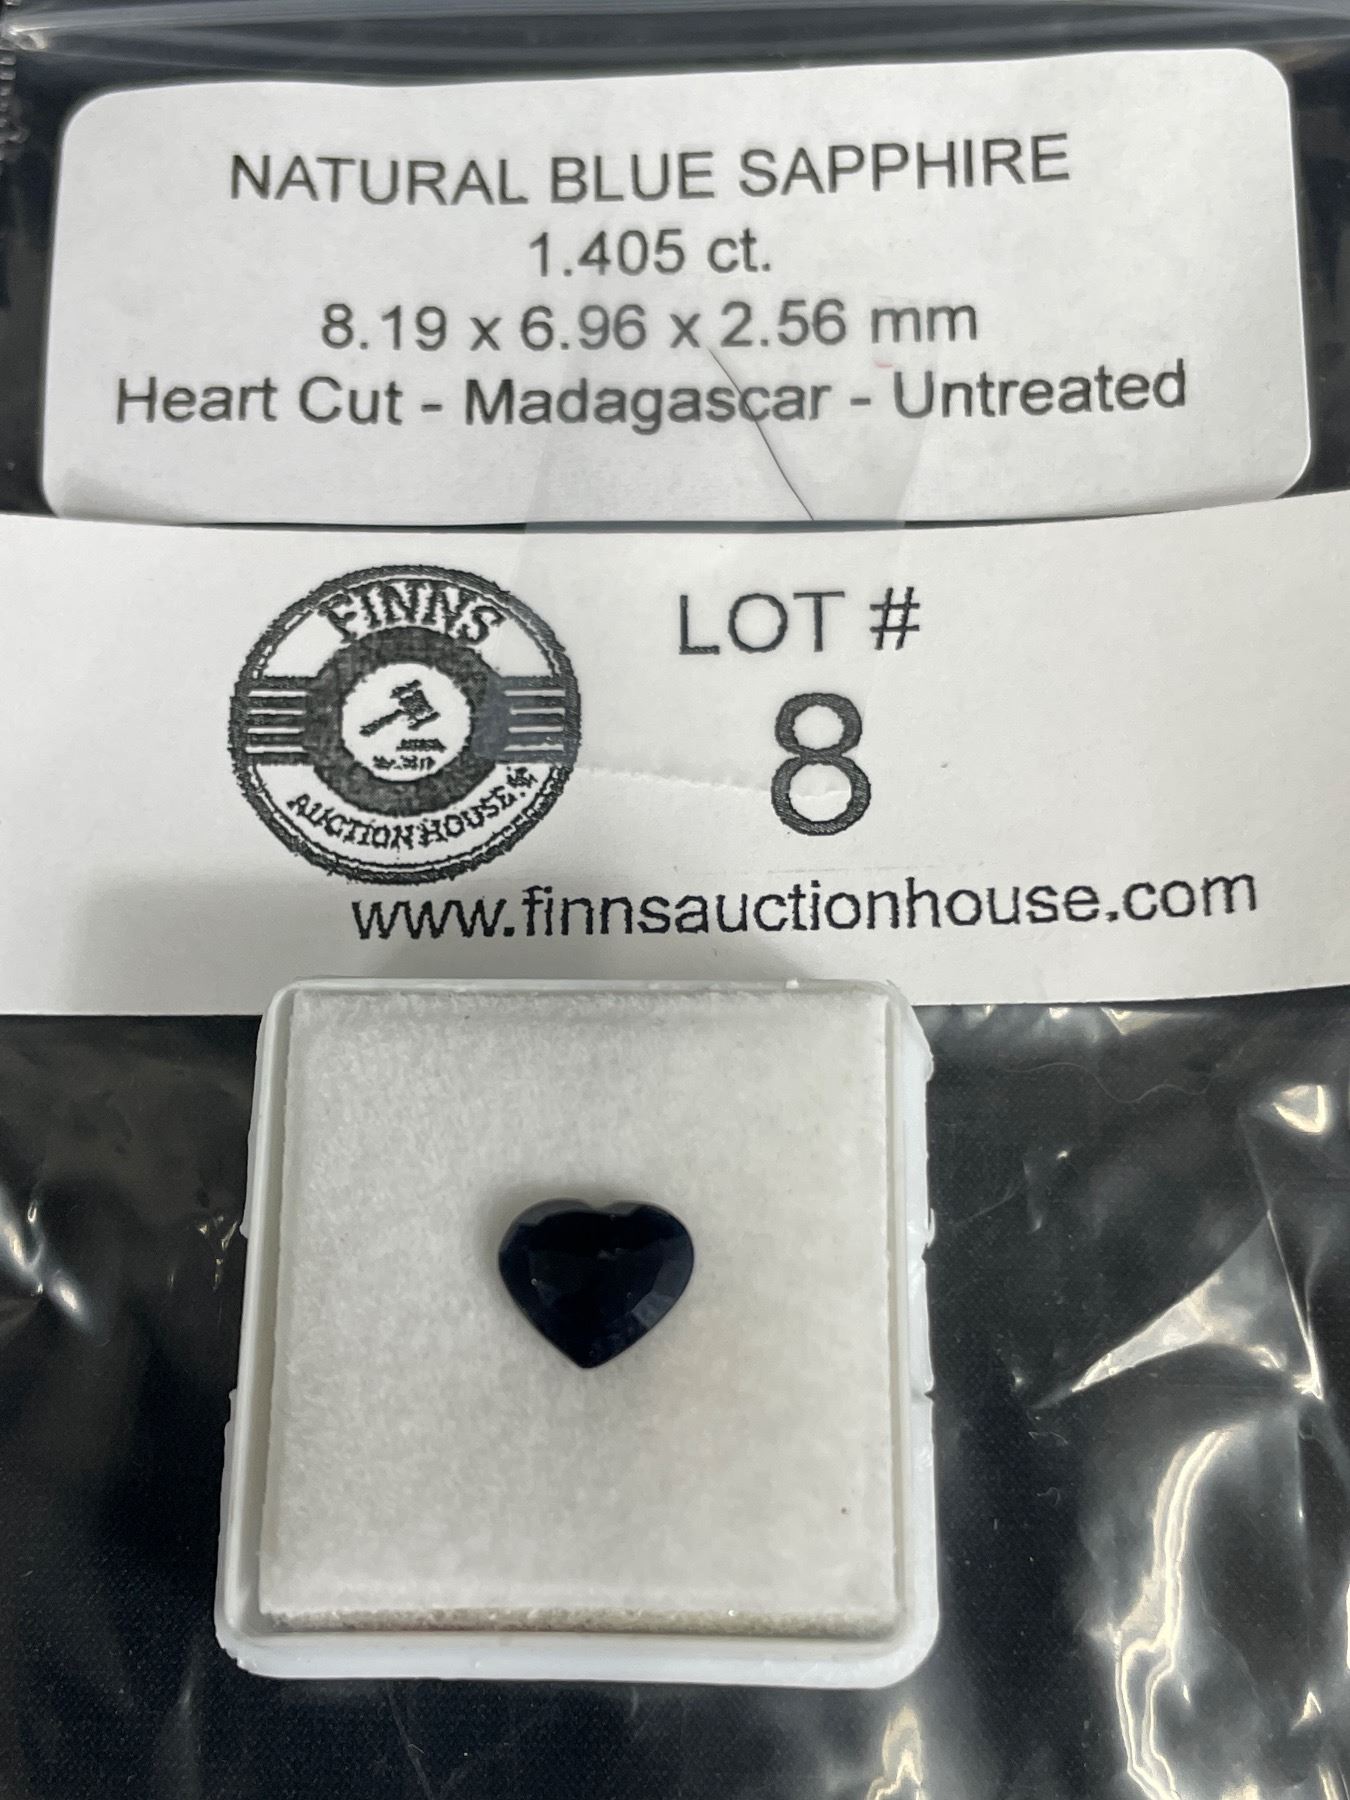 NATURAL BLUE SAPPHIRE
1.405 ct.
8.19 x 6.96 x 2.56 mm
Heart Cut - Madagascar - Untreated
FINNS
AUCTION HOUSE
LOT #
8
www.finnsauctionhouse.com